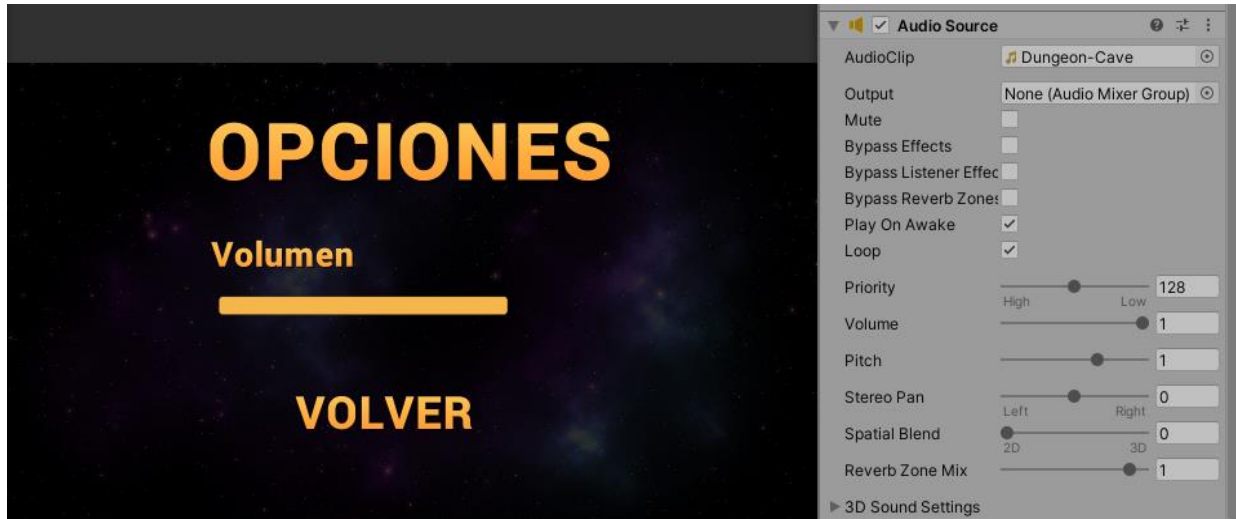 OPCIONES
Volumen
VOLVER
Audio Source
AudioClip Dungeon-Cave
Output None (Audio Mixer Group)
Mute
Bypass Effects
Bypass Listener Effec
Bypass Reverb Zones
Play On Awake
Loop
Priority 128
High Low
Volume 1
Pitch 1
Stereo Pan 0
Left Right
Spatial Blend 0
2D 3D
Reverb Zone Mix 1
3D Sound Settings